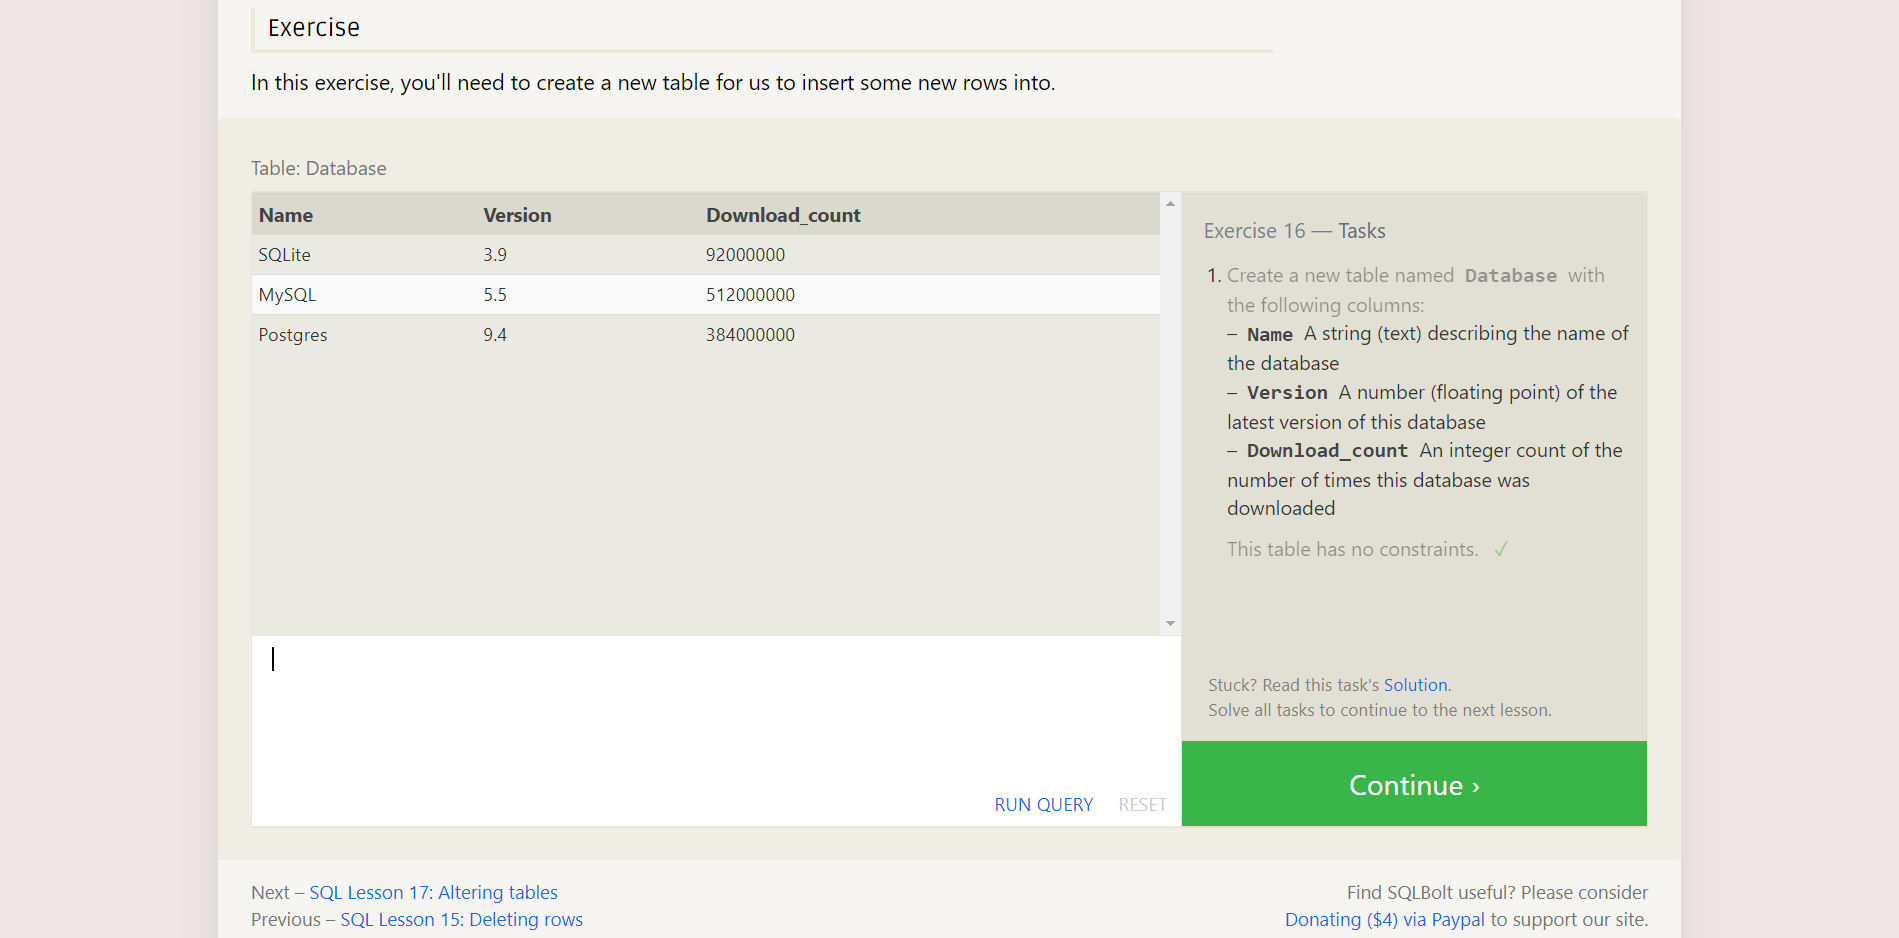 Exercise
In this exercise, you'll need to create a new table for us to insert some new rows into.
Table: Database
Name Version Download_count
SQLite 3.9 92000000
MySQL 5.5 512000000
Postgres 9.4 384000000
Exercise 16 — Tasks
1. Create a new table named Database with
the following columns:
– Name A string (text) describing the name of
the database
– Version A number (floating point) of the
latest version of this database
– Download_count An integer count of the
number of times this database was
downloaded
This table has no constraints. ✓
Stuck? Read this task's Solution.
Solve all tasks to continue to the next lesson.
RUN QUERY RESET
Continue ›
Next – SQL Lesson 17: Altering tables
Previous – SQL Lesson 15: Deleting rows
Find SQLBolt useful? Please consider
Donating ($4) via Paypal to support our site.